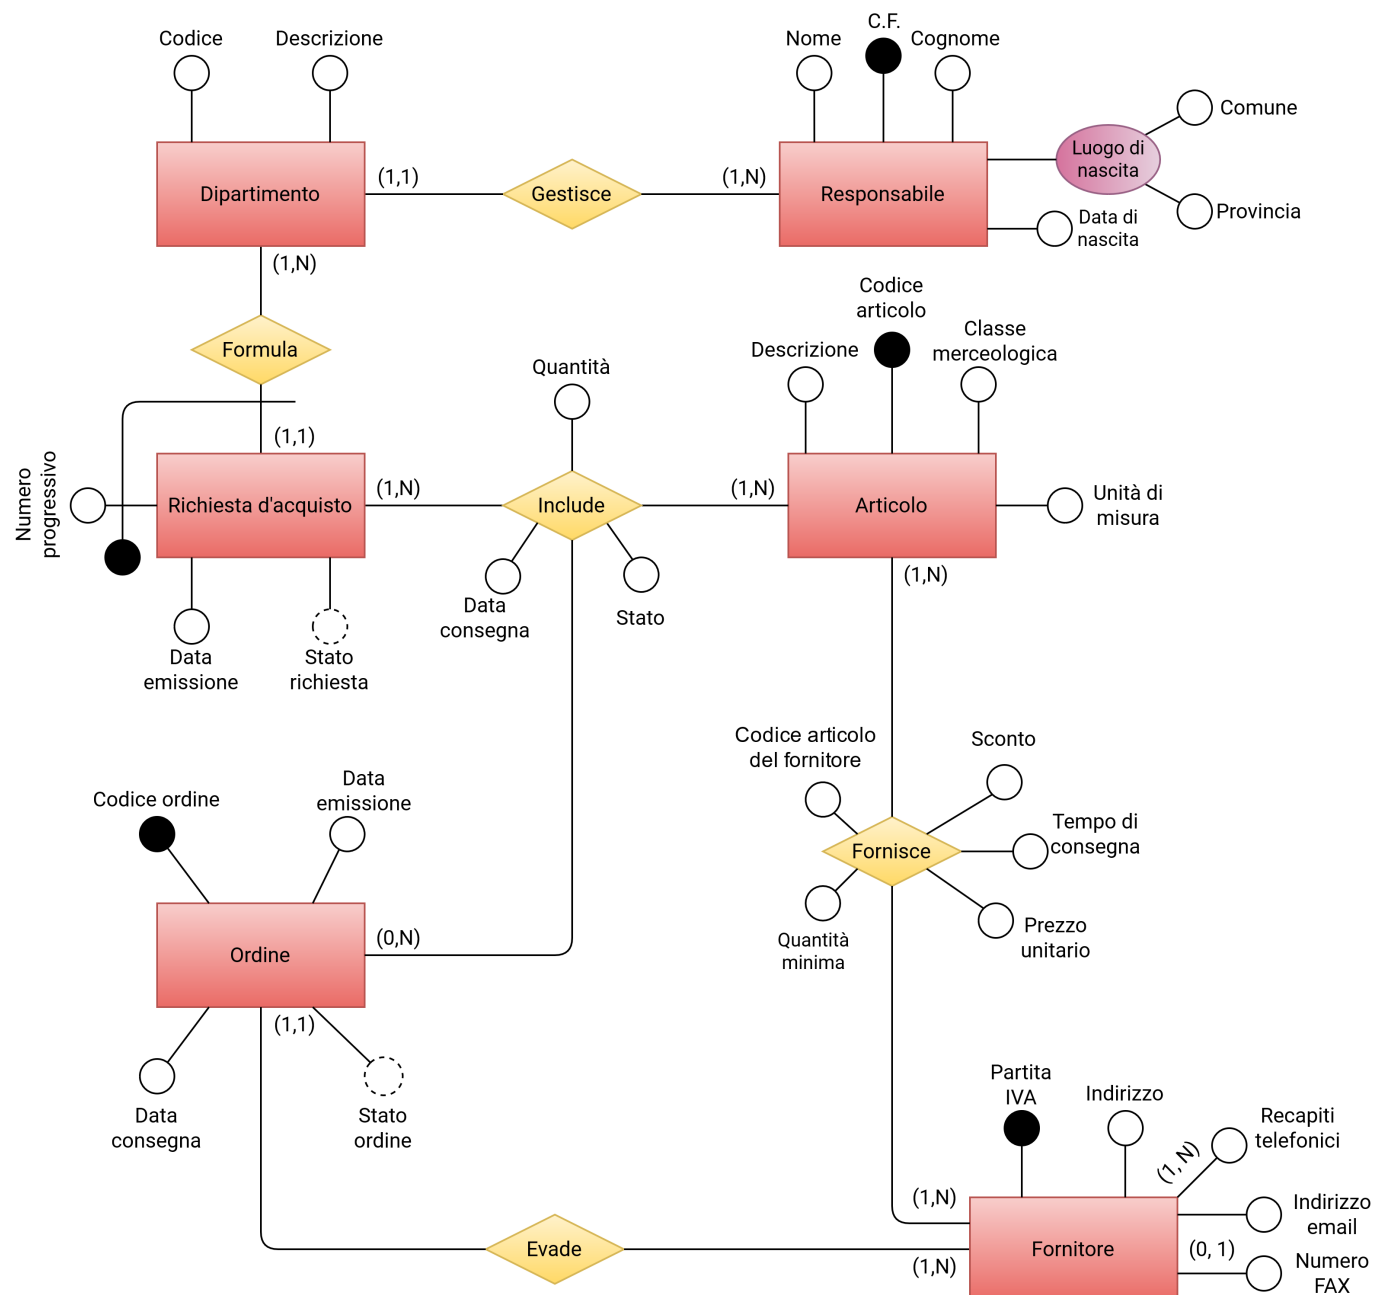 C.F.
Codice
Descrizione
Nome
Cognome
Comune
Luogo di
nascita
Dipartimento
(1,1)
Gestisce
(1,N)
Responsabile
Provincia
Data di
nascita
(1,N)
Codice
articolo
Formula
Descrizione
Classe
merceologica
Quantità
(1,1)
Numero
progressivo
Richiesta d'acquisto
(1,N)
Include
(1,N)
Articolo
Unità di
misura
(1,N)
Data
consegna
Stato
Data
emissione
Stato
richiesta
Codice articolo
del fornitore
Sconto
Codice ordine
Data
emissione
Tempo di
consegna
Fornisce
Prezzo
unitario
Quantità
minima
(0,N)
Ordine
(1,1)
Data
consegna
Stato
ordine
Partita
IVA
Indirizzo
Recapiti
telefonici
(1, N)
(1,N)
Indirizzo
email
Evade
(1,N)
Fornitore
(0, 1)
Numero
FAX